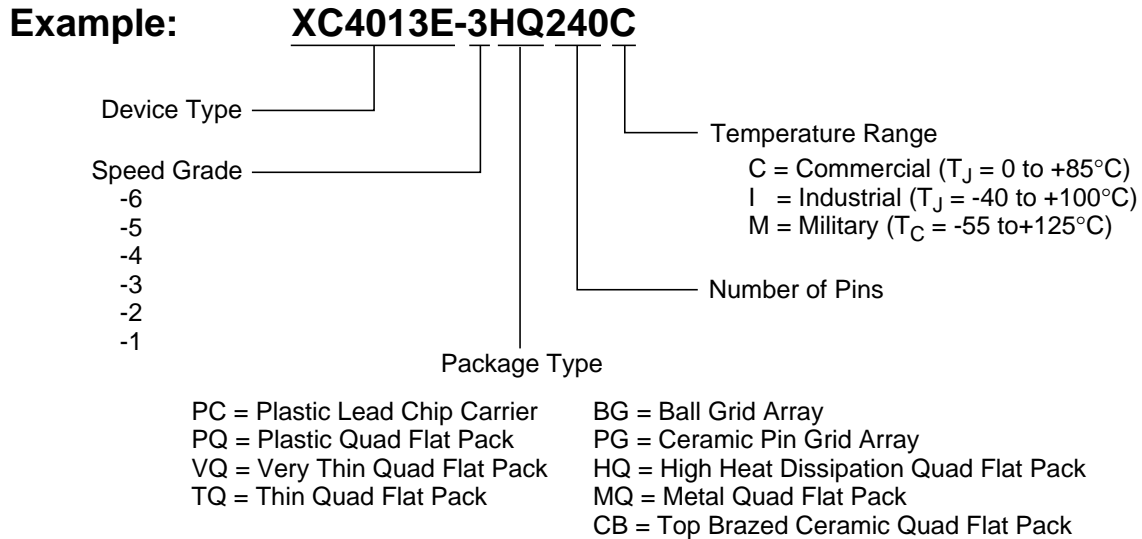 Example: XC4013E-3HQ240C
Device Type
Speed Grade
-6
-5
-4
-3
-2
-1
Temperature Range
C = Commercial (TJ = 0 to +85°C)
I = Industrial (TJ = -40 to +100°C)
M = Military (TC = -55 to+125°C)
Number of Pins
Package Type
PC = Plastic Lead Chip Carrier
PQ = Plastic Quad Flat Pack
VQ = Very Thin Quad Flat Pack
TQ = Thin Quad Flat Pack
BG = Ball Grid Array
PG = Ceramic Pin Grid Array
HQ = High Heat Dissipation Quad Flat Pack
MQ = Metal Quad Flat Pack
CB = Top Brazed Ceramic Quad Flat Pack